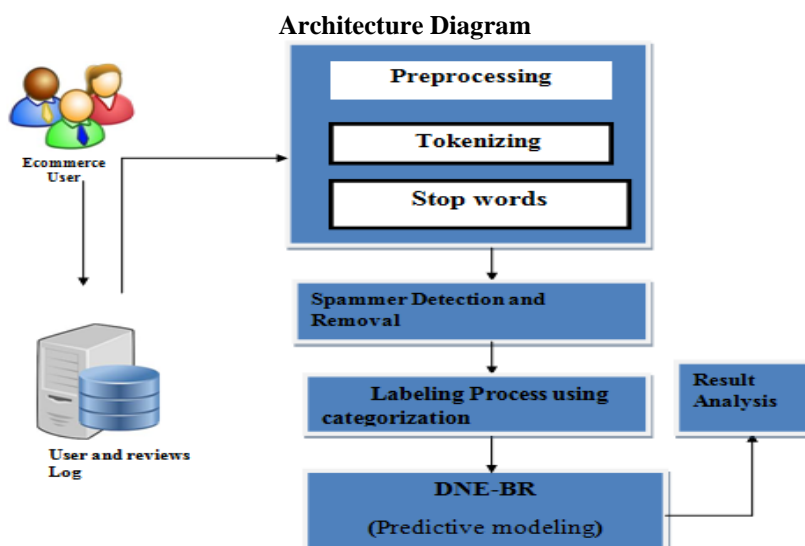 Architecture Diagram
Preprocessing
Tokenizing
Stop words
Ecommerce
User
Spammer Detection and
Removal
Labeling Process using
categorization
Result
Analysis
User and reviews
Log
DNE-BR
(Predictive modeling)